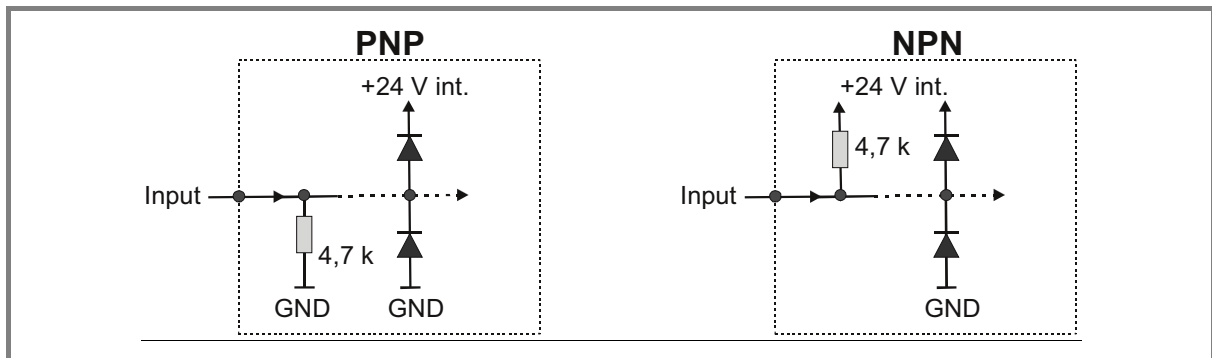 PNP
+24 V int.
Input
4,7 k
GND
GND
NPN
+24 V int.
4,7 k
Input
GND